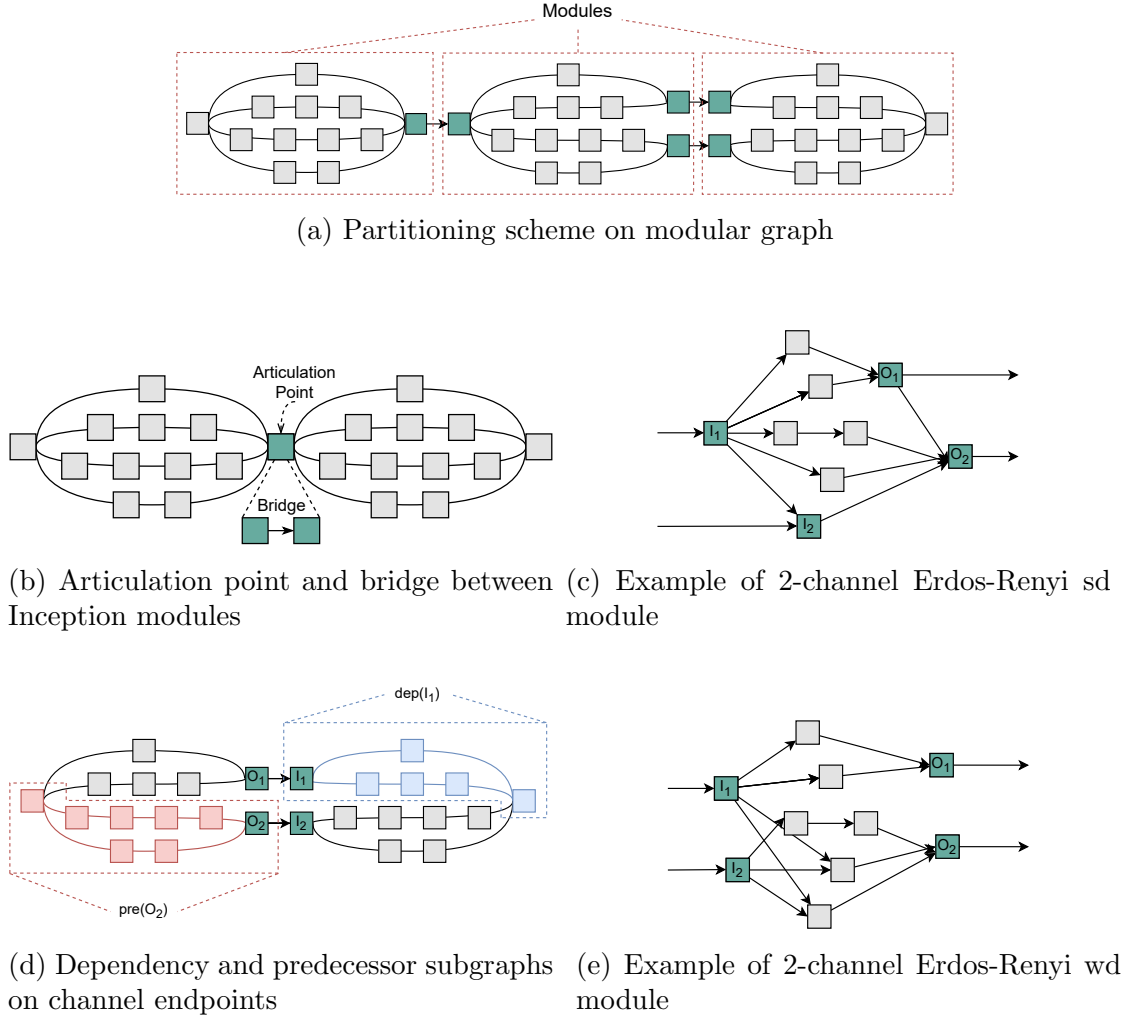 Modules
(a) Partitioning scheme on modular graph
Articulation
Point
Bridge
(b) Articulation point and bridge between
Inception modules
O1
I1
O2
I2
(c) Example of 2-channel Erdos-Renyi sd
module
dep(I1)
O1 I1
O2 I2
pre(O2)
(d) Dependency and predecessor subgraphs
on channel endpoints
O1
I1
O2
I2
(e) Example of 2-channel Erdos-Renyi wd
module